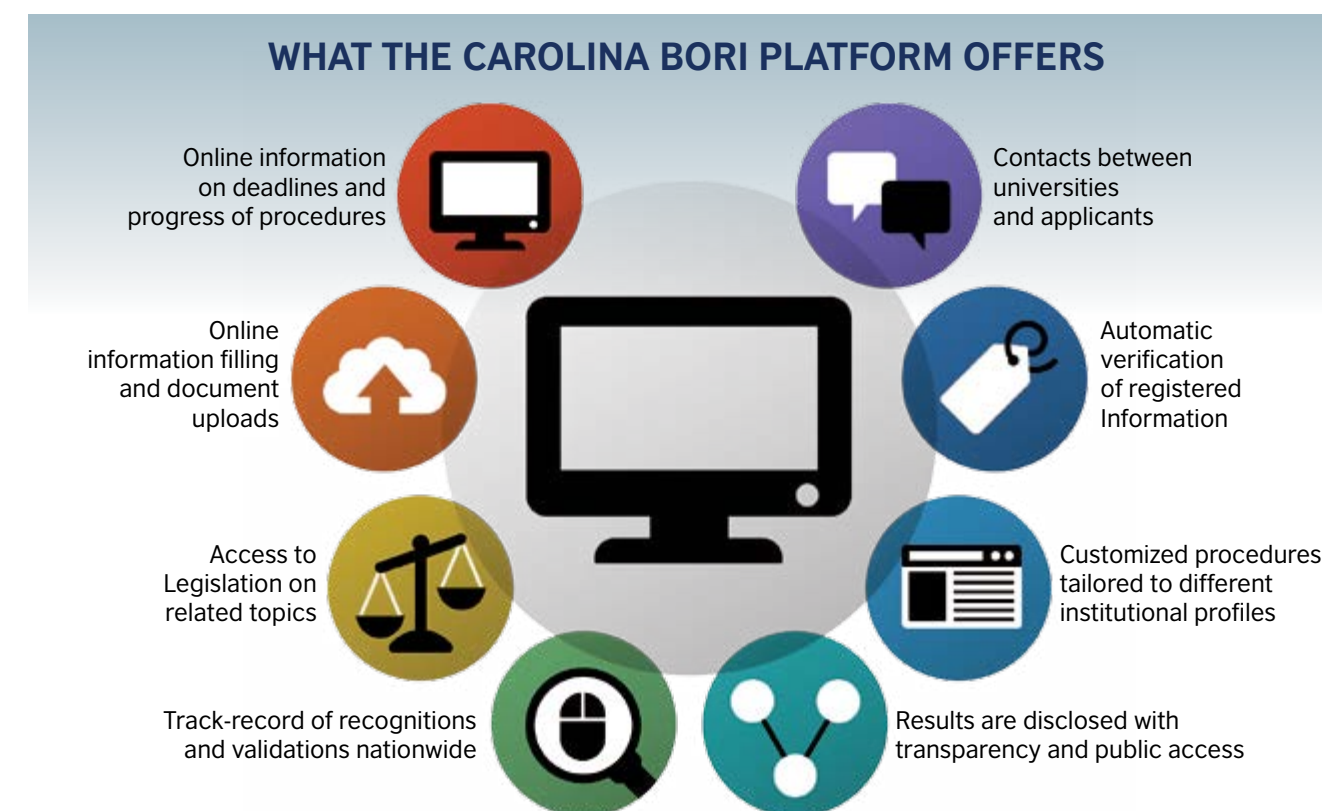 WHAT THE CAROLINA BORI PLATFORM OFFERS
Online information
on deadlines and
progress of procedures
Contacts between
universities
and applicants
Online
information filling
and document
uploads
Automatic
verification
of registered
Information
Access to
Legislation on
related topics
Customized procedures
tailored to different
institutional profiles
Track-record of recognitions
and validations nationwide
Results are disclosed with
transparency and public access